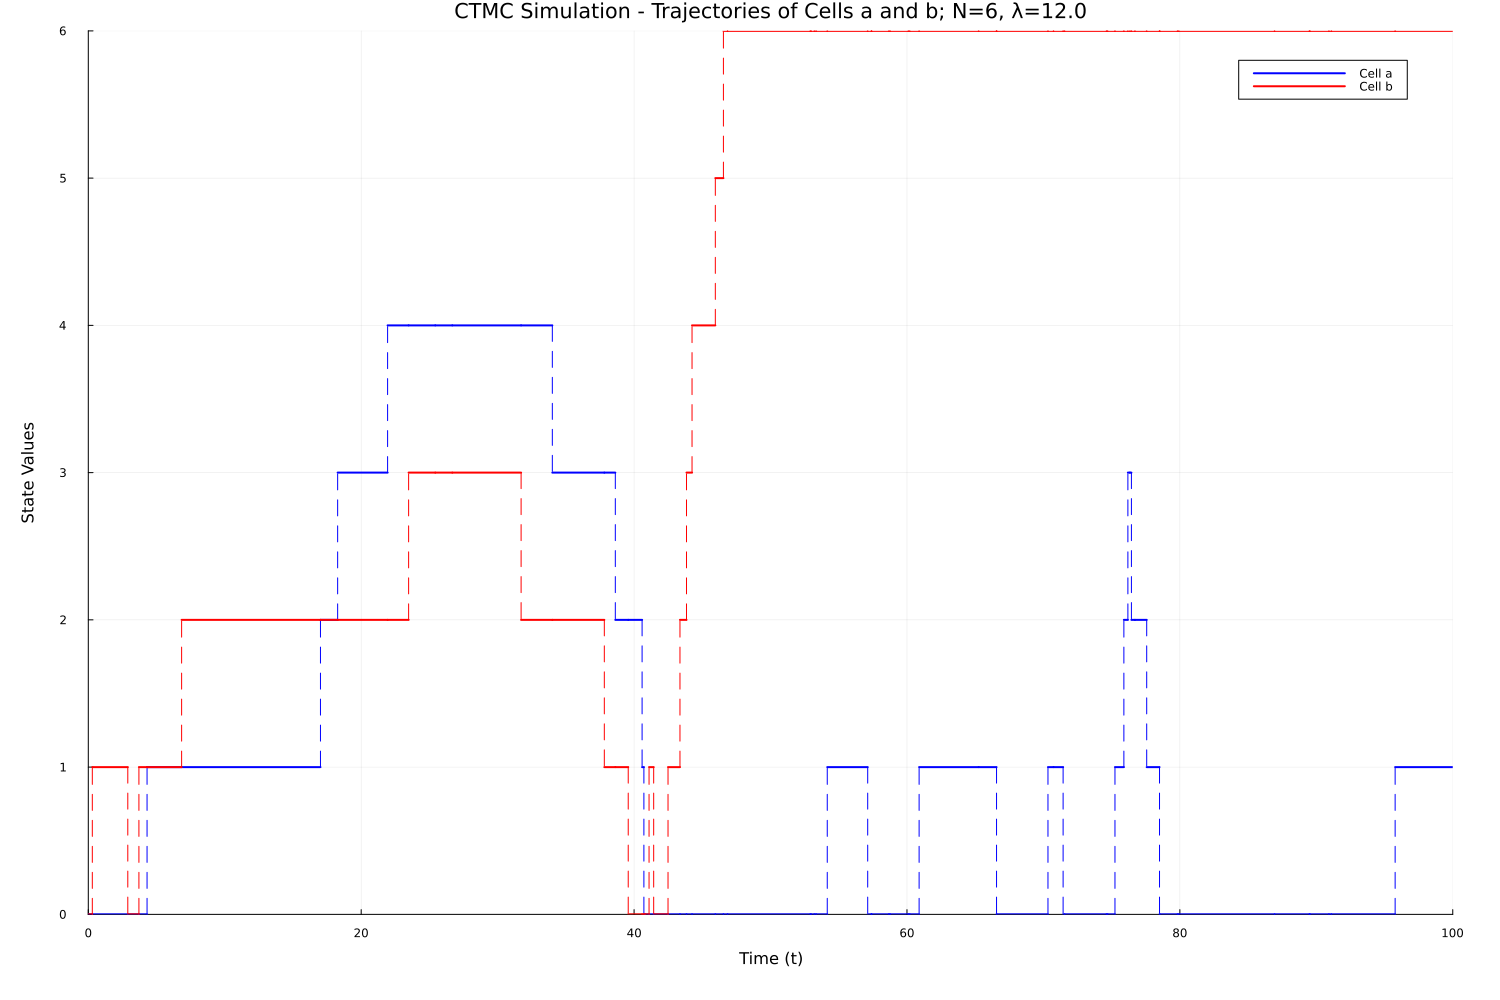 CTMC Simulation - Trajectories of Cells a and b; N=6, λ=12.0
6
Cell a
Cell b
5
4
3
2
1
0
State Values
0 20 40 60 80 100
Time (t)